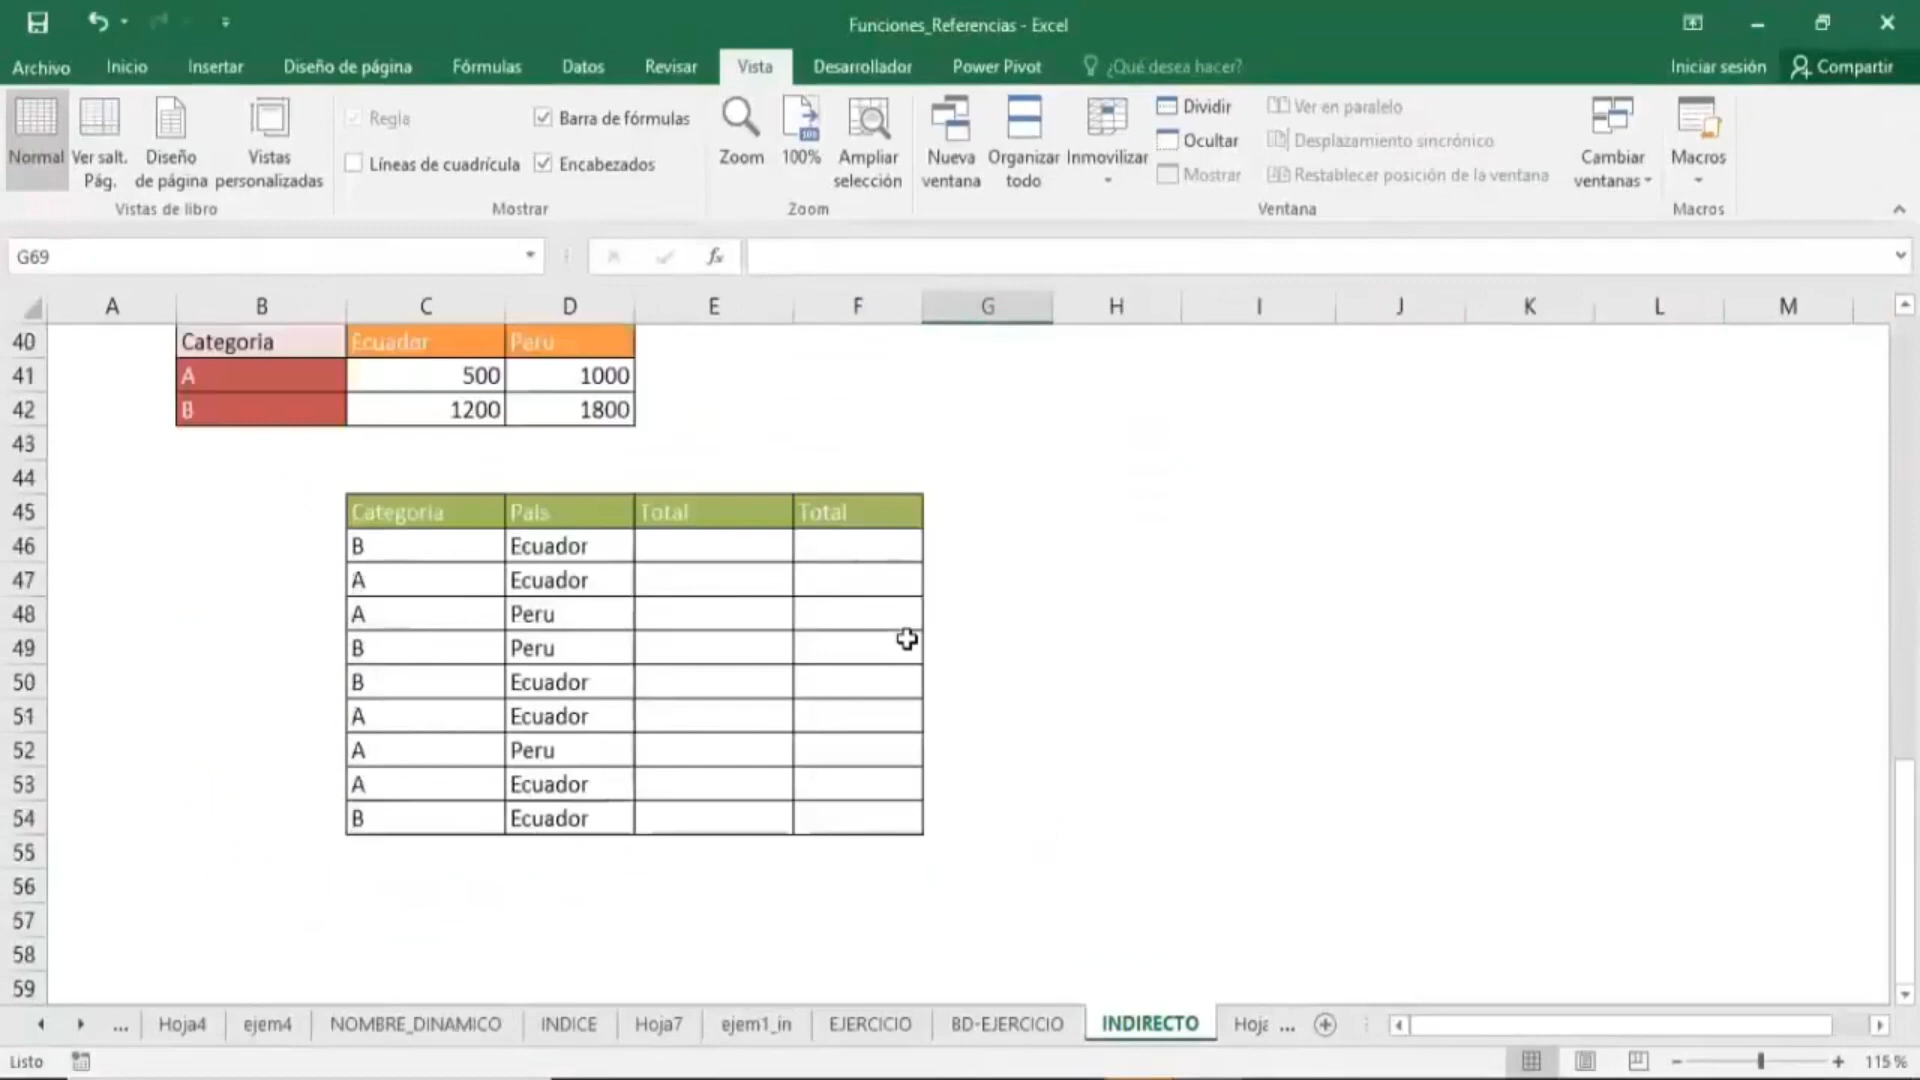 Funciones_Referencias - Excel
Archivo Inicio Insertar Diseño de página Fórmulas Datos Revisar Vista Desarrollador Power Pivot ¿Qué desea hacer? Iniciar sesión Compartir
Normal Ver salt. Pág. Diseño de página Vistas personalizadas
Vistas de libro
Regla Barra de fórmulas
Líneas de cuadrícula Encabezados
Mostrar
Zoom 100% Ampliar selección
Zoom
Nueva ventana Organizar todo Inmovilizar
Dividir Ver en paralelo
Ocultar Desplazamiento sincrónico
Mostrar Restablecer posición de la ventana
Ventana
Cambiar ventanas
Macros
Macros
G69 fx
A B C D E F G H I J K L M
40 Categoria Ecuador Peru
41 A 500 1000
42 B 1200 1800
43
44
45 Categoria Pais Total Total
46 B Ecuador
47 A Ecuador
48 A Peru
49 B Peru
50 B Ecuador
51 A Ecuador
52 A Peru
53 A Ecuador
54 B Ecuador
55
56
57
58
59
... Hoja4 ejem4 NOMBRE_DINAMICO INDICE Hoja7 ejem1_in EJERCICIO BD-EJERCICIO INDIRECTO Hoja ...
Listo 115 %